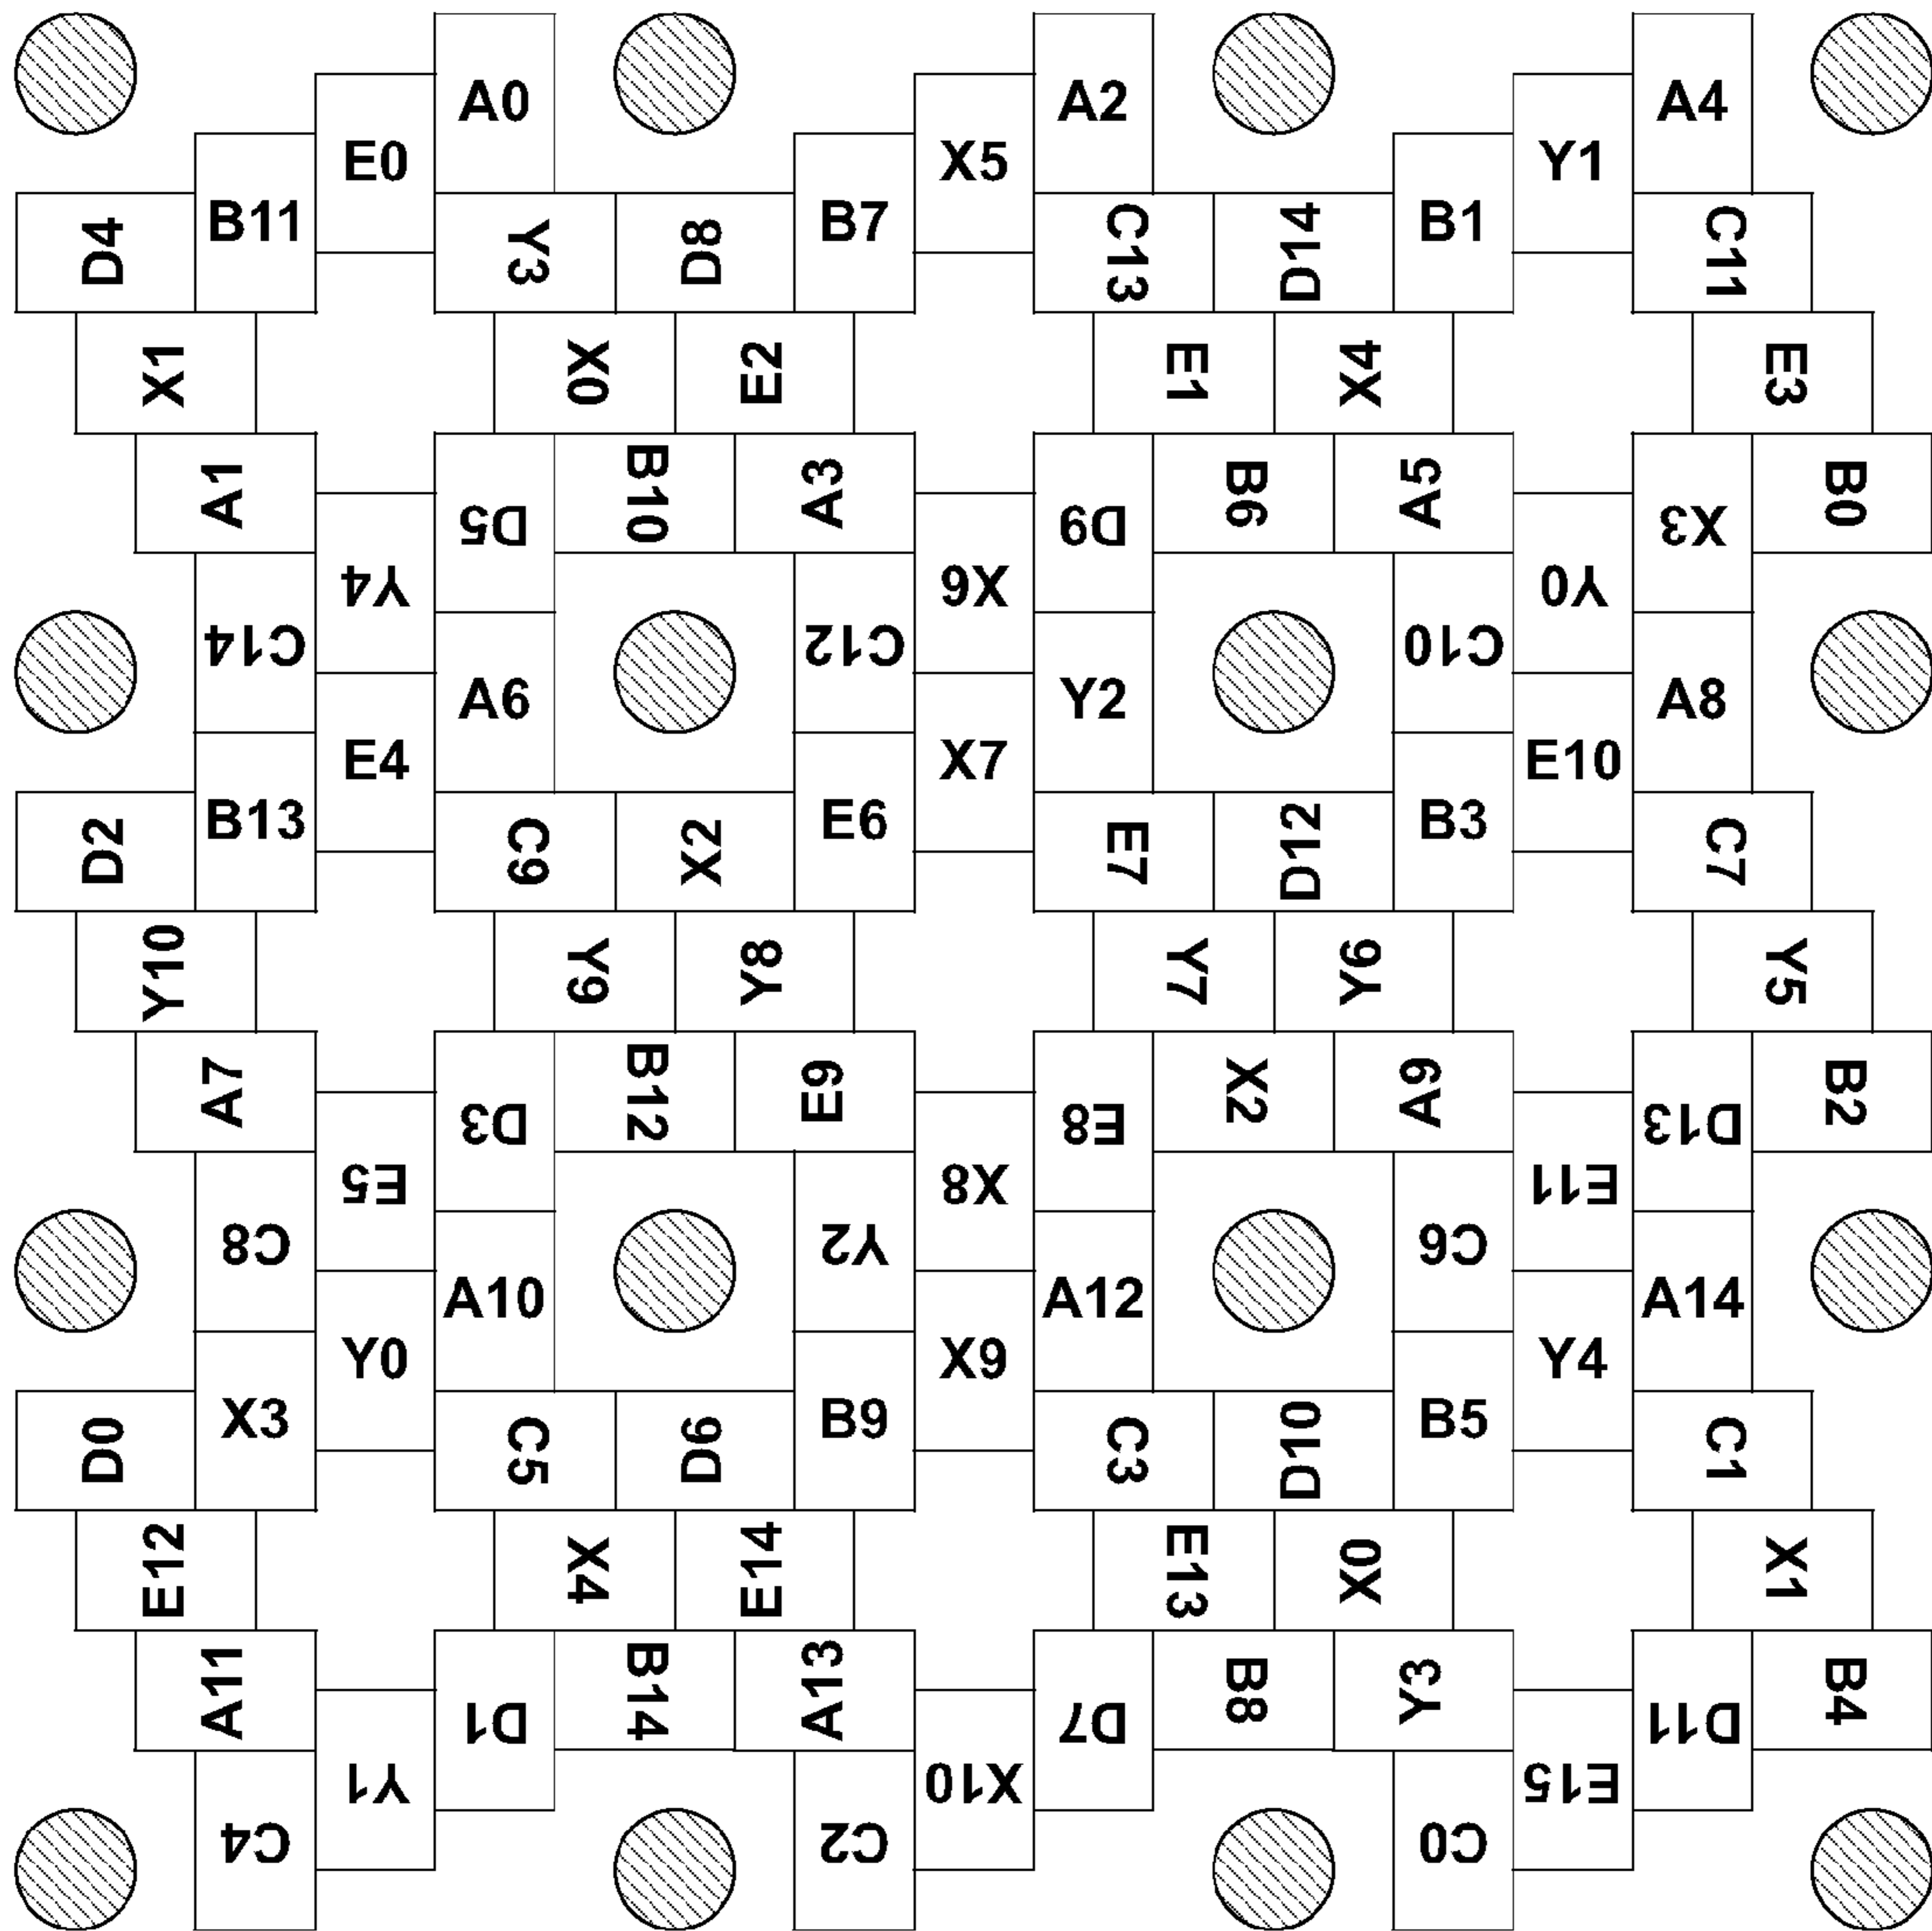 A0 A2 A4
E0 X5 Y1
B11 B7 B1
D4 Y3 D8 C13 D14 C11
X1 X0 E2 E1 X4 E3
A1 B10 A3 B6 A5 B0
D5 D9 X3
Y4 X6 Y0
C14 C12 C10
A6 Y2 A8
E4 X7 E10
B13 E6 B3
D2 C9 X2 E7 D12 C7
Y10 Y9 Y8 Y7 Y6 Y5
A7 B12 E9 X2 A9 B2
D3 E8 D13
E5 X8 E11
C8 Y2 C6
A10 A12 A14
Y0 X9 Y4
X3 B9 B5
D0 C5 D6 C3 D10 C1
E12 X4 E14 E13 X0 X1
A11 B14 A13 B8 Y3 B4
D1 D7 D11
Y1 X10 E15
C4 C2 C0